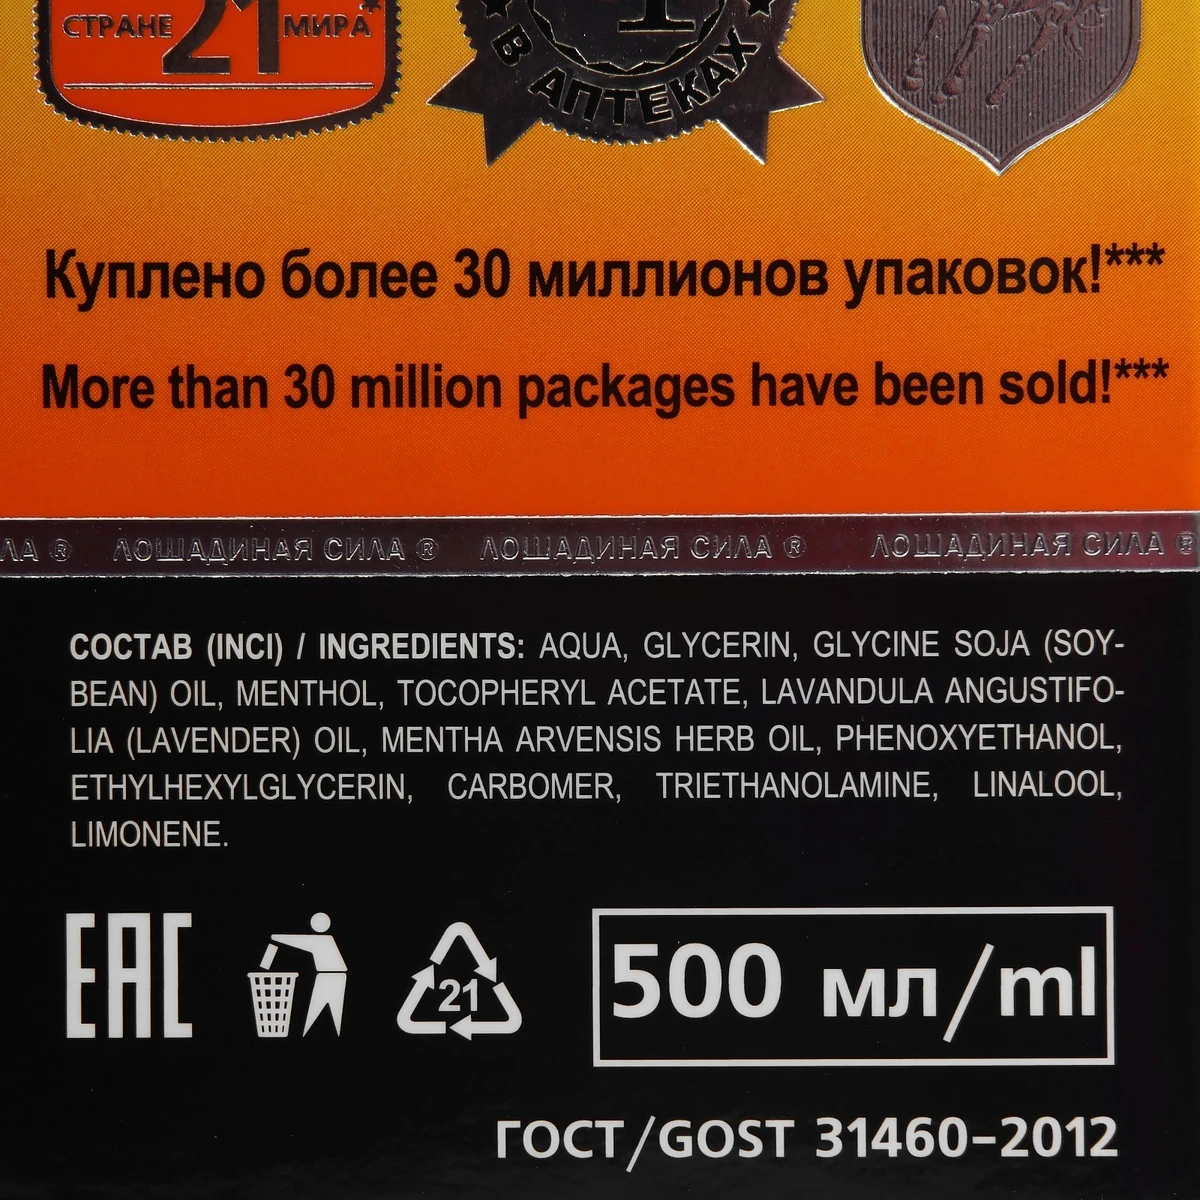 СТРАНЕ 21 МИРА*
1
В АПТЕКАХ
Куплено более 30 миллионов упаковок!***
More than 30 million packages have been sold!***
ЛА ® ЛОШАДИНАЯ СИЛА ® ЛОШАДИНАЯ СИЛА ® ЛОШАДИНАЯ СИЛА ®
СОСТАВ (INCI) / INGREDIENTS: AQUA, GLYCERIN, GLYCINE SOJA (SOY-
BEAN) OIL, MENTHOL, TOCOPHERYL ACETATE, LAVANDULA ANGUSTIFO-
LIA (LAVENDER) OIL, MENTHA ARVENSIS HERB OIL, PHENOXYETHANOL,
ETHYLHEXYLGLYCERIN, CARBOMER, TRIETHANOLAMINE, LINALOOL,
LIMONENE.
EAC
21
500 мл/ml
ГОСТ/GOST 31460-2012